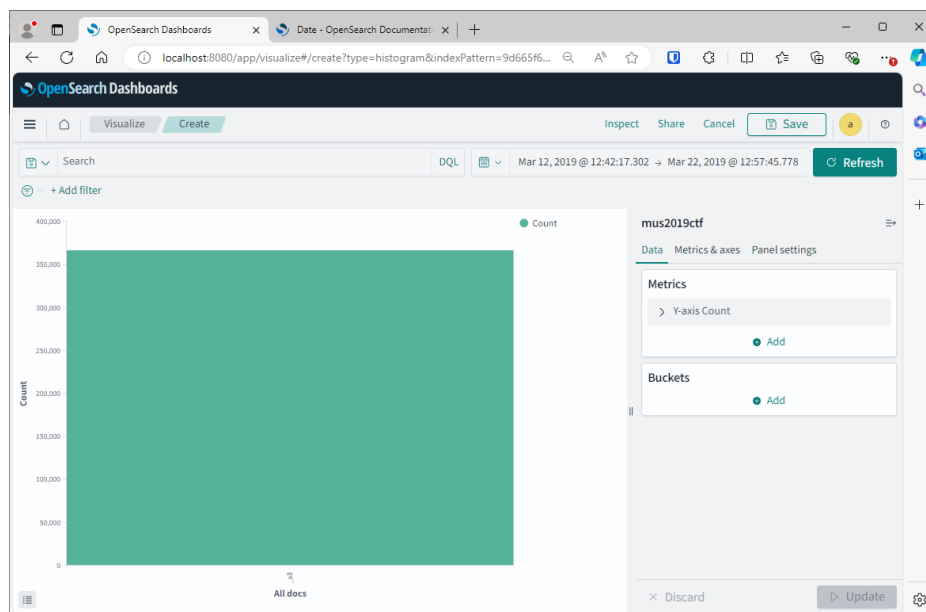 OpenSearch Dashboards
Date - OpenSearch Documentati
localhost:8080/app/visualize#/create?type=histogram&indexPattern=9d665f6...
OpenSearch Dashboards
Visualize Create Inspect Share Cancel Save a
Search DQL Mar 12, 2019 @ 12:42:17.302 → Mar 22, 2019 @ 12:57:45.778 Refresh
+ Add filter
400,000
350,000
300,000
250,000
200,000
150,000
100,000
50,000
0
Count
All docs
Count
mus2019ctf
Data Metrics & axes Panel settings
Metrics
Y-axis Count
Add
Buckets
Add
Discard Update